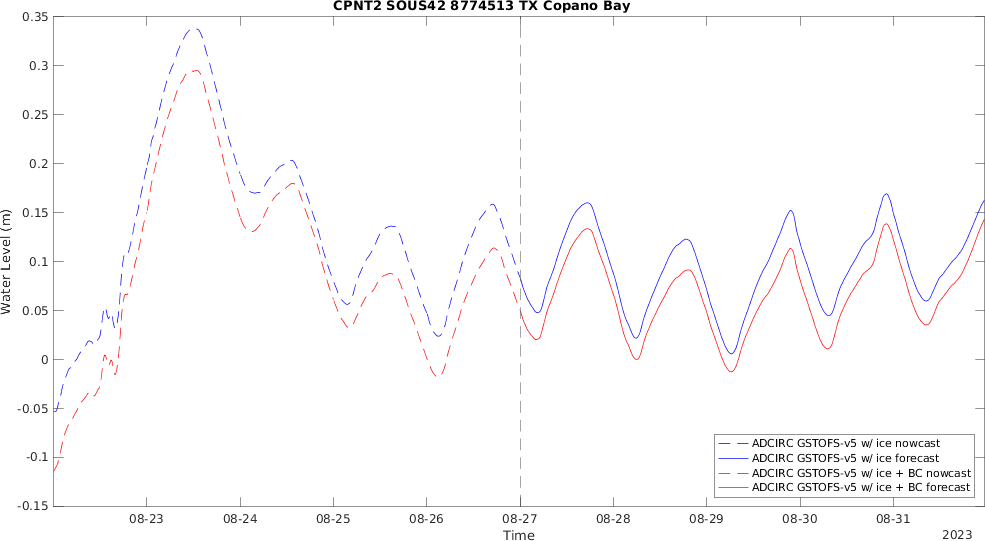 CPNT2 SOUS42 8774513 TX Copano Bay
0.35
0.3
0.25
0.2
0.15
0.1
0.05
0
-0.05
-0.1
-0.15
Water Level (m)
ADCIRC GSTOFS-v5 w/ ice nowcast
ADCIRC GSTOFS-v5 w/ ice forecast
ADCIRC GSTOFS-v5 w/ ice + BC nowcast
ADCIRC GSTOFS-v5 w/ ice + BC forecast
08-23 08-24 08-25 08-26 08-27 08-28 08-29 08-30 08-31
Time
2023